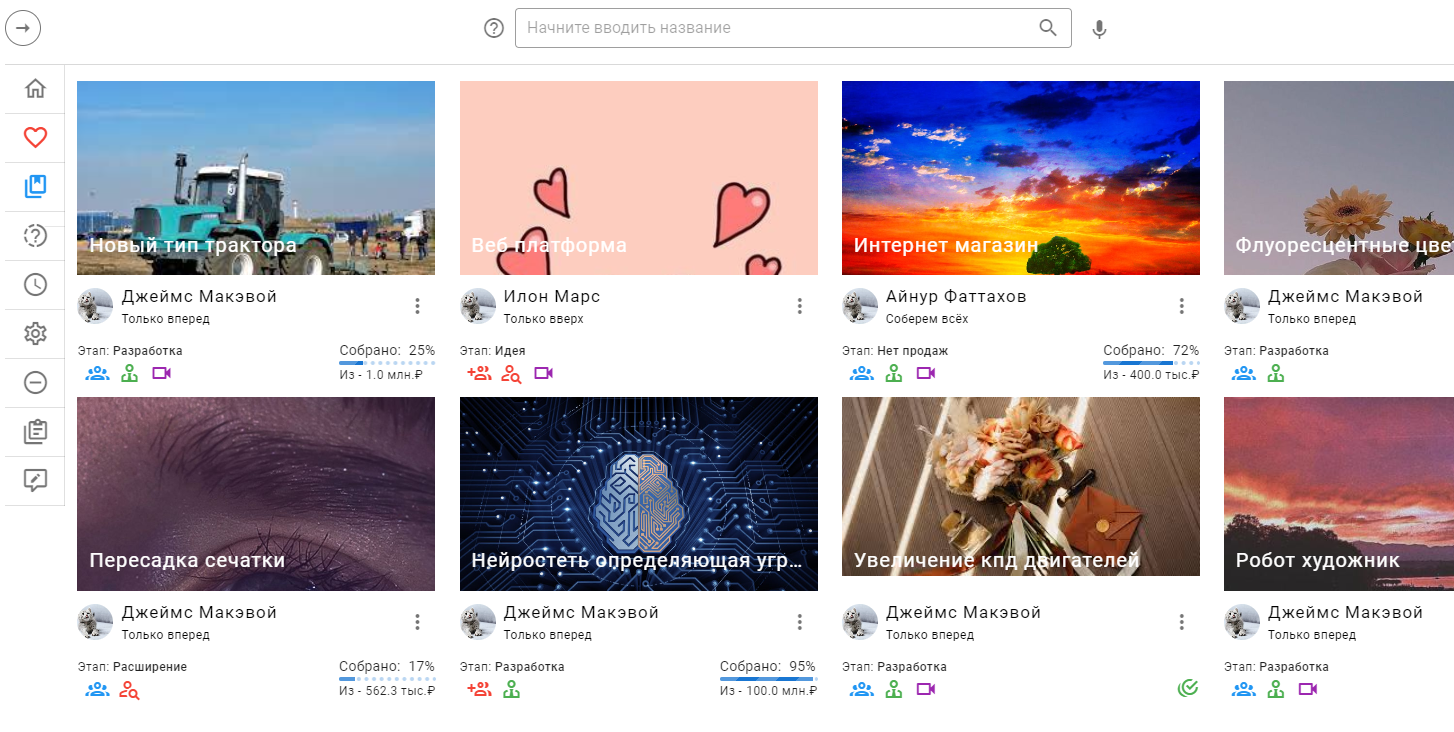 Начните вводить название
Новый тип трактора
Веб платформа
Интернет магазин
Флуоресцентные
Джеймс Макэвой
Только вперед
Илон Марс
Только вверх
Айнур Фаттахов
Соберем всёх
Джеймс Макэвой
Только вперед
Этап: Разработка
Собрано: 25%
Из - 1.0 млн.₽
Этап: Идея
Этап: Нет продаж
Собрано: 72%
Из - 400.0 тыс.₽
Этап: Разработка
Пересадка сечатки
Нейростеть определяющая угр...
Увеличение кпд двигателей
Робот художник
Джеймс Макэвой
Только вперед
Джеймс Макэвой
Только вперед
Джеймс Макэвой
Только вперед
Джеймс Макэвой
Только вперед
Этап: Расширение
Собрано: 17%
Из - 562.3 тыс.₽
Этап: Разработка
Собрано: 95%
Из - 100.0 млн.₽
Этап: Разработка
Этап: Разработка